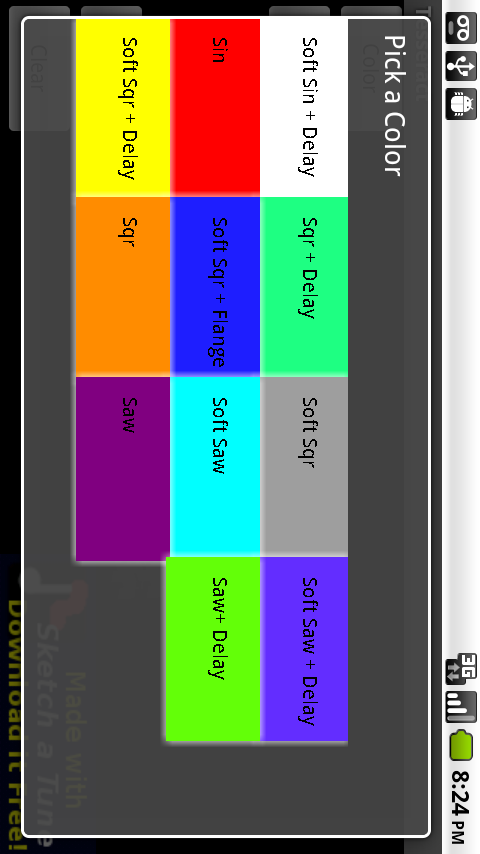 3G 8:24 PM
Pick a Color
Color
Soft Sin + Delay
Sqr + Delay
Soft Sqr
Soft Saw + Delay
Sin
Soft Sqr + Flange
Soft Saw
Saw+ Delay
Soft Sqr + Delay
Sqr
Saw
Clear
Made with
Sketch a Tune
Download it Free!